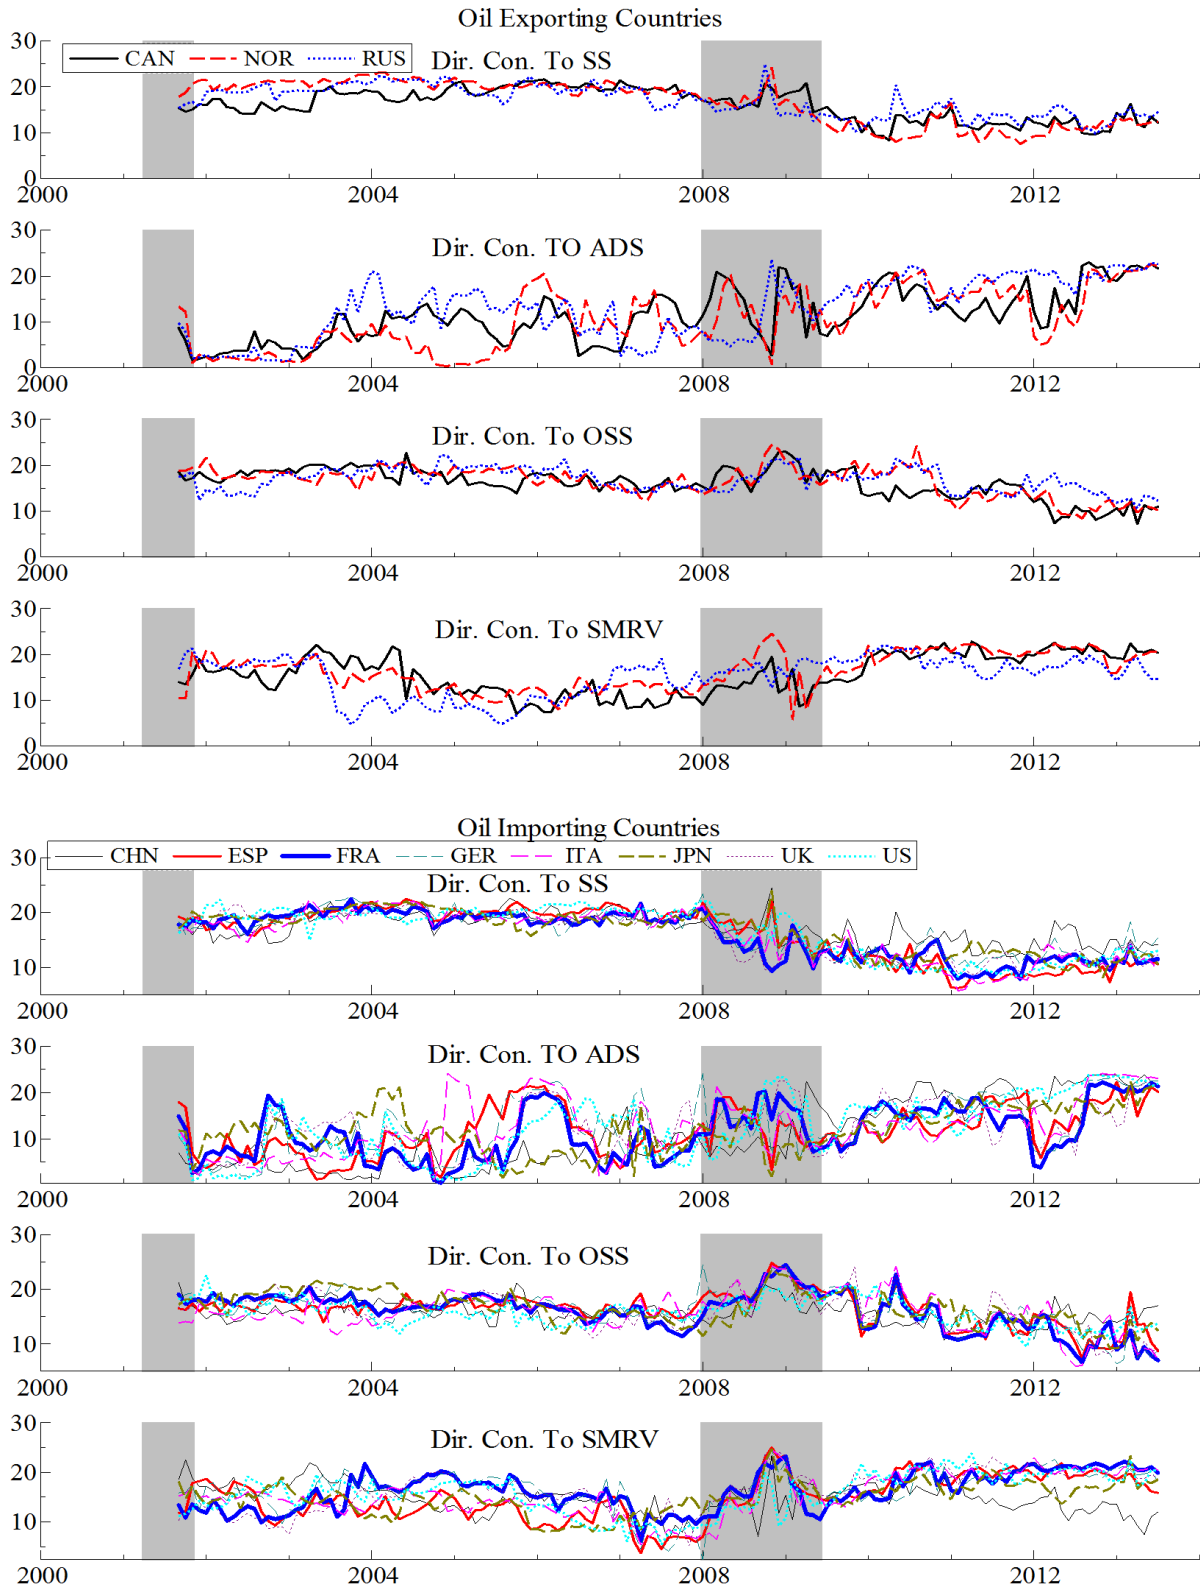 Oil Exporting Countries
CAN NOR RUS
Dir. Con. To SS
30
20
10
0
2000 2004 2008 2012
Dir. Con. TO ADS
30
20
10
0
2000 2004 2008 2012
Dir. Con. To OSS
30
20
10
0
2000 2004 2008 2012
Dir. Con. To SMRV
30
20
10
0
2000 2004 2008 2012
Oil Importing Countries
CHN ESP FRA GER ITA JPN UK US
Dir. Con. To SS
30
20
10
2000 2004 2008 2012
Dir. Con. TO ADS
30
20
10
2000 2004 2008 2012
Dir. Con. To OSS
30
20
10
2000 2004 2008 2012
Dir. Con. To SMRV
30
20
10
2000 2004 2008 2012